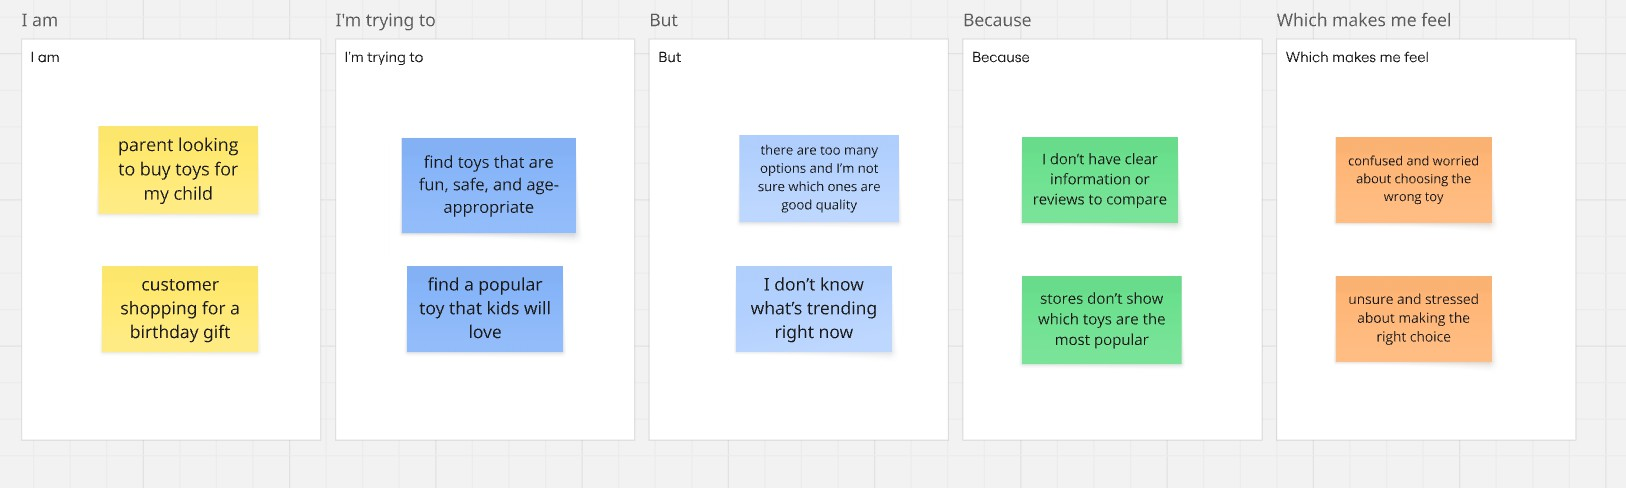 I am
I'm trying to
But
Because
Which makes me feel
I am
I'm trying to
But
Because
Which makes me feel
parent looking
to buy toys for
my child
find toys that are
fun, safe, and age-
appropriate
there are too many
options and I'm not
sure which ones are
good quality
I don't have clear
information or
reviews to compare
confused and worried
about choosing the
wrong toy
customer
shopping for a
birthday gift
find a popular
toy that kids will
love
I don't know
what's trending
right now
stores don't show
which toys are the
most popular
unsure and stressed
about making the
right choice